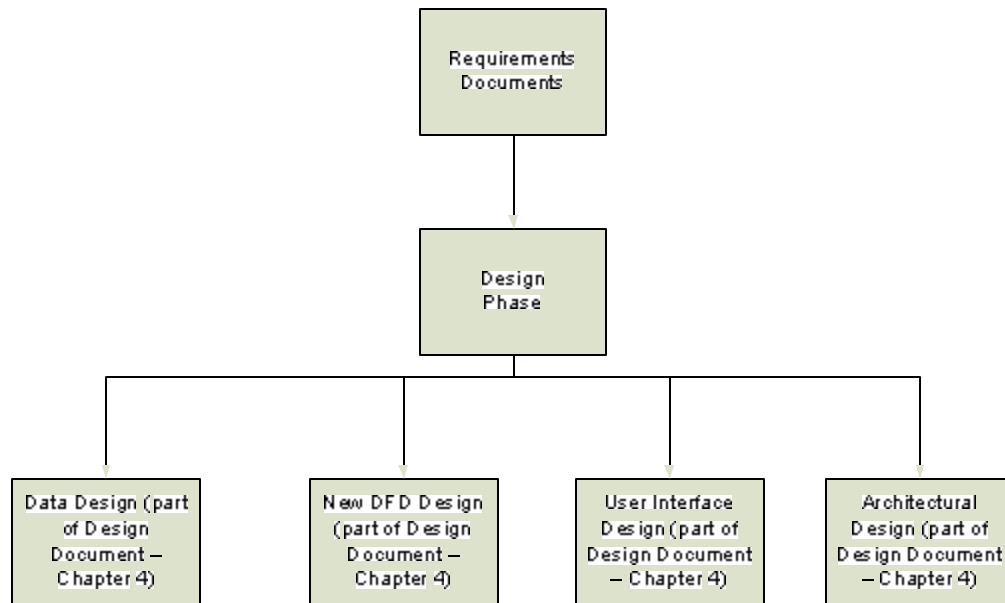 Requirements
Documents
Design
Phase
Data Design (part
of Design
Document –
Chapter 4)
New DFD Design
(part of Design
Document –
Chapter 4)
User Interface
Design (part of
Design Document
– Chapter 4)
Architectural
Design (part of
Design Document
– Chapter 4)